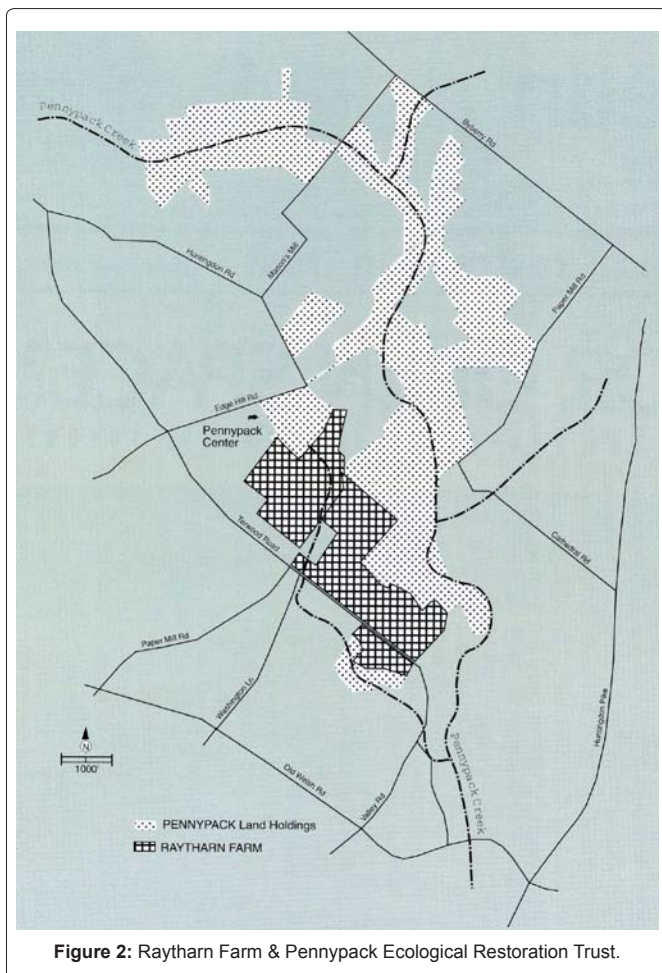 Pennypack Creek
Byberry Rd
Huntingdon Rd
Mason's Mill
Paper Mill Rd
Edge Hill Rd
Pennypack
Center
Terwood Road
Cathedral Rd
Paper Mill Rd
Washington Ln
Huntingdon Pike
N
1000'
Old Welsh Rd
Valley Rd
Pennypack Creek
PENNYPACK Land Holdings
RAYTHARN FARM
Figure 2: Raytharn Farm & Pennypack Ecological Restoration Trust.